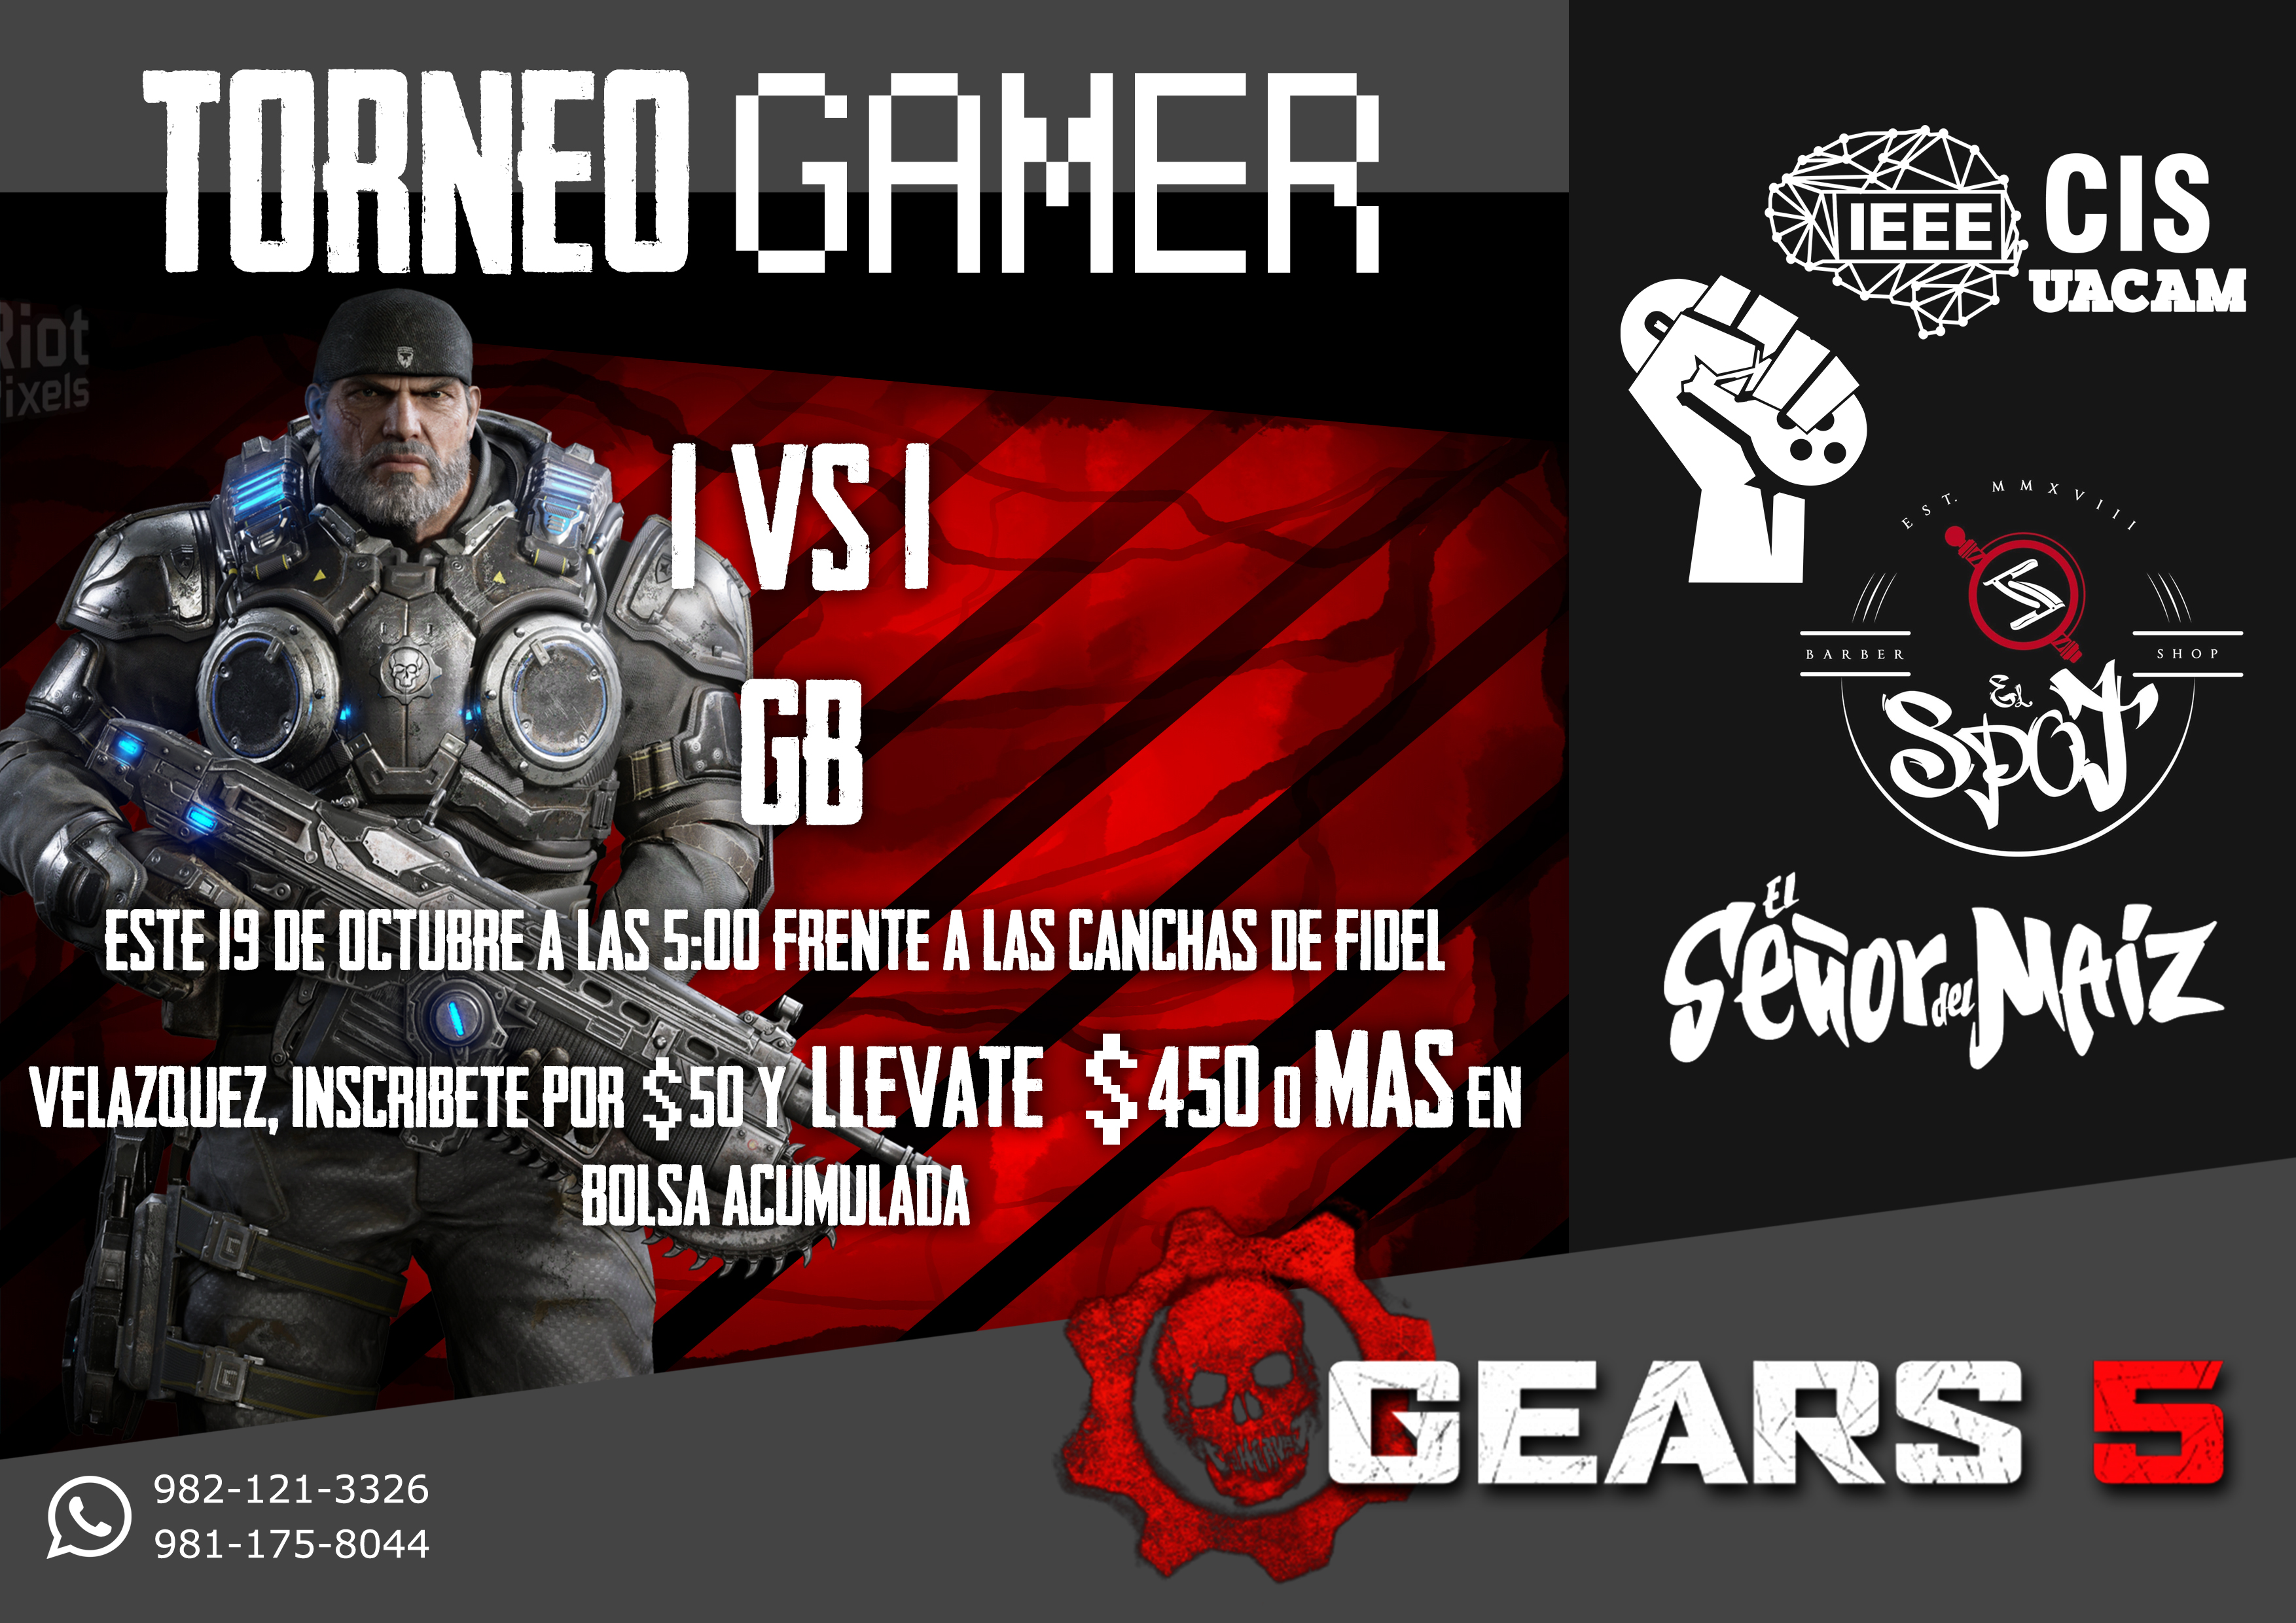 TORNEO GAMER
Riot
ixels
1 VS 1
GB
ESTE 19 DE OCTUBRE A LAS 5:00 FRENTE A LAS CANCHAS DE FIDEL
VELAZQUEZ, INSCRIBETE POR $50 Y LLEVATE $450 O MAS EN
BOLSA ACUMULADA
982-121-3326
981-175-8044
IEEE CIS
UACAM
EST. MMXVIII
BARBER SHOP
EL
SPOT
EL
Señor del MAíZ
GEARS 5